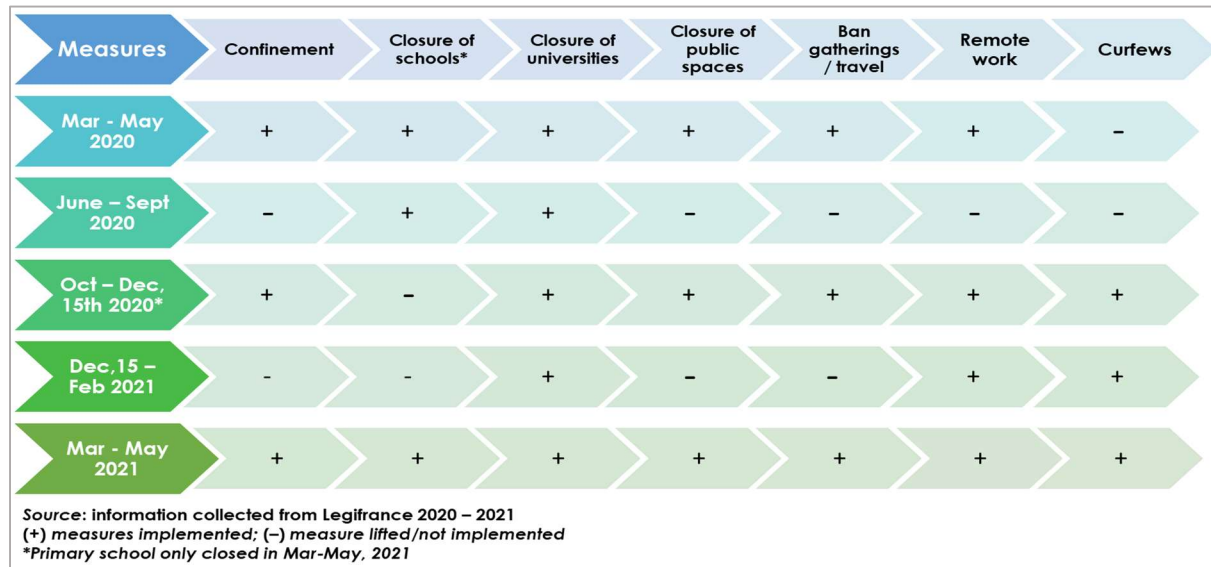 Measures
Confinement
Closure of
schools*
Closure of
universities
Closure of
public
spaces
Ban
gatherings
/ travel
Remote
work
Curfews
Mar - May
2020
+ + + + + + –
June – Sept
2020
– + + – – – –
Oct – Dec,
15th 2020*
+ – + + + + +
Dec,15 –
Feb 2021
- - + – – + +
Mar - May
2021
+ + + + + + +
Source: information collected from Legifrance 2020 – 2021
(+) measures implemented; (–) measure lifted/not implemented
*Primary school only closed in Mar-May, 2021